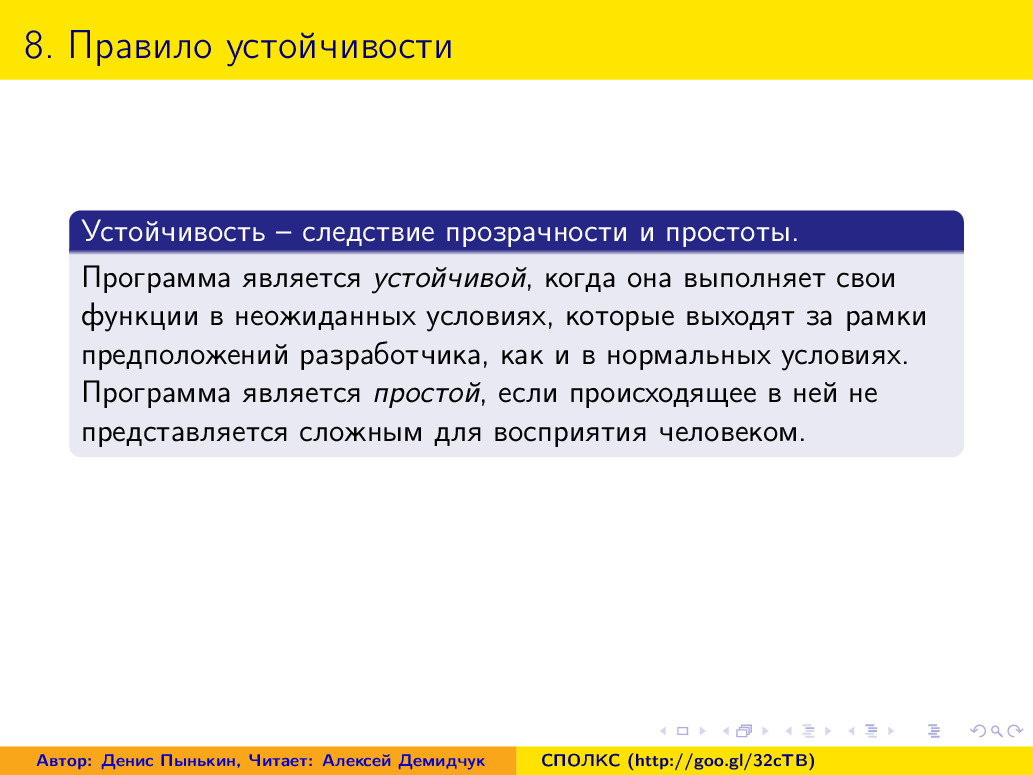 8. Правило устойчивости
Устойчивость – следствие прозрачности и простоты.
Программа является устойчивой, когда она выполняет свои
функции в неожиданных условиях, которые выходят за рамки
предположений разработчика, как и в нормальных условиях.
Программа является простой, если происходящее в ней не
представляется сложным для восприятия человеком.
Автор: Денис Пынькин, Читает: Алексей Демидчук
СПОЛКС (http://goo.gl/32cTB)